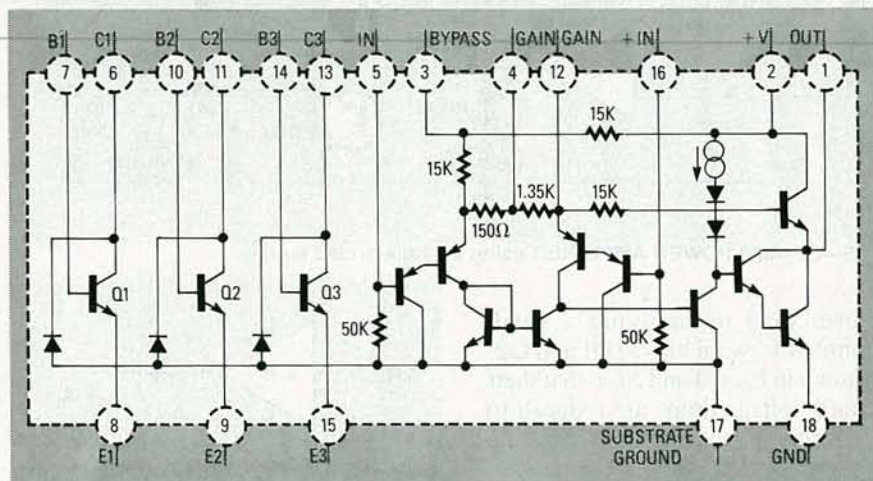 B1 C1 B2 C2 B3 C3 –IN BYPASS GAIN GAIN +IN +V OUT
7 6 10 11 14 13 5 3 4 12 16 2 1
15K
15K
1.35K 15K
150Ω
Q1 Q2 Q3
50K 50K
8 9 15 17 18
E1 E2 E3 SUBSTRATE GROUND GND